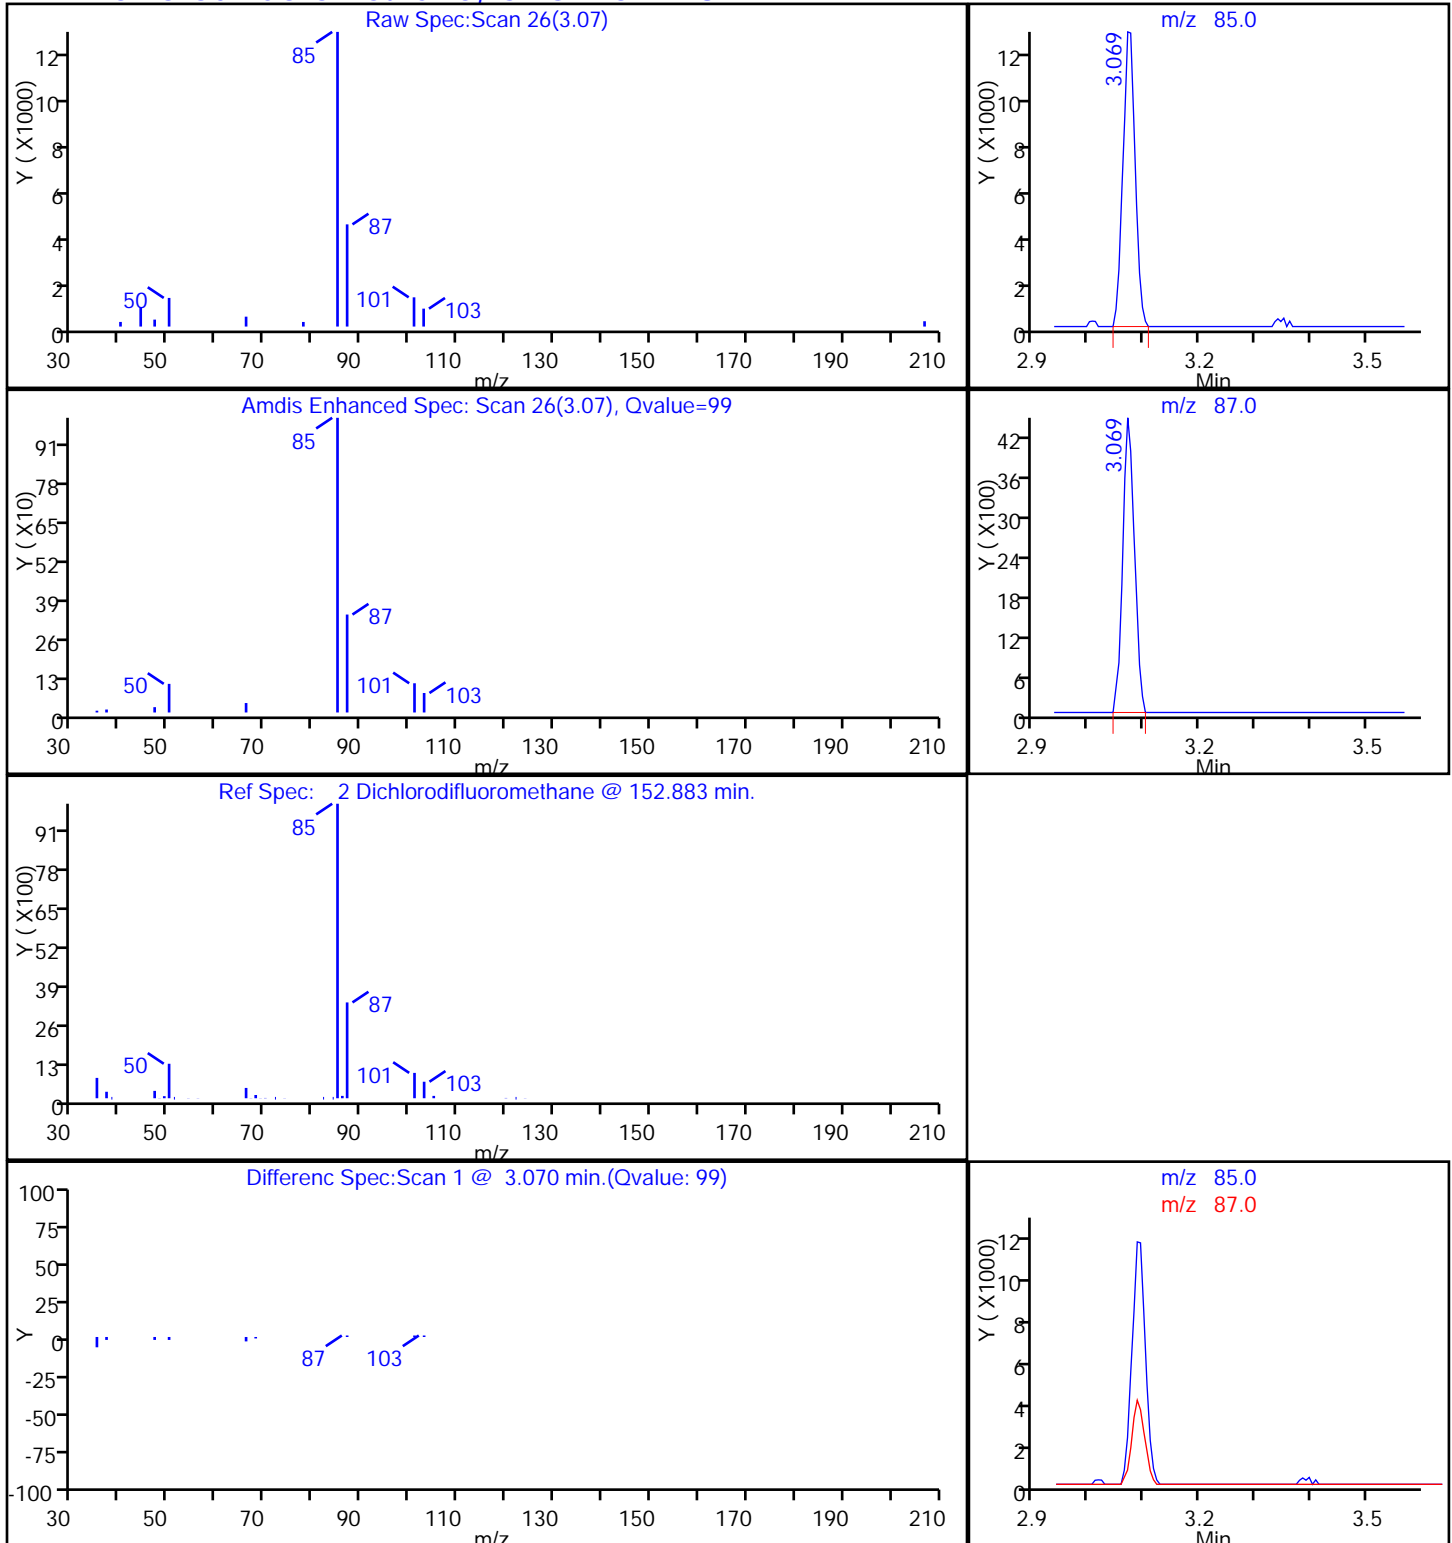 Raw Spec:Scan 26(3.07)
Y ( X1000)
12
10
8
6
4
2
0
85
87
50
101
103
30 50 70 90 110 130 150 170 190 210
m/z
m/z 85.0
Y ( X1000)
12
10
8
6
4
2
0
3.069
2.9 3.2 3.5
Min
Amdis Enhanced Spec: Scan 26(3.07), Qvalue=99
Y ( X10)
91
78
65
52
39
26
13
0
85
87
50
101
103
30 50 70 90 110 130 150 170 190 210
m/z
m/z 87.0
Y ( X100)
42
36
30
24
18
12
6
0
3.069
2.9 3.2 3.5
Min
Ref Spec: 2 Dichlorodifluoromethane @ 152.883 min.
Y ( X100)
91
78
65
52
39
26
13
0
85
87
50
101
103
30 50 70 90 110 130 150 170 190 210
m/z
Differenc Spec:Scan 1 @ 3.070 min.(Qvalue: 99)
Y
100
75
50
25
0
-25
-50
-75
-100
87
103
30 50 70 90 110 130 150 170 190 210
m/z
m/z 85.0
m/z 87.0
Y ( X1000)
12
10
8
6
4
2
0
2.9 3.2 3.5
Min